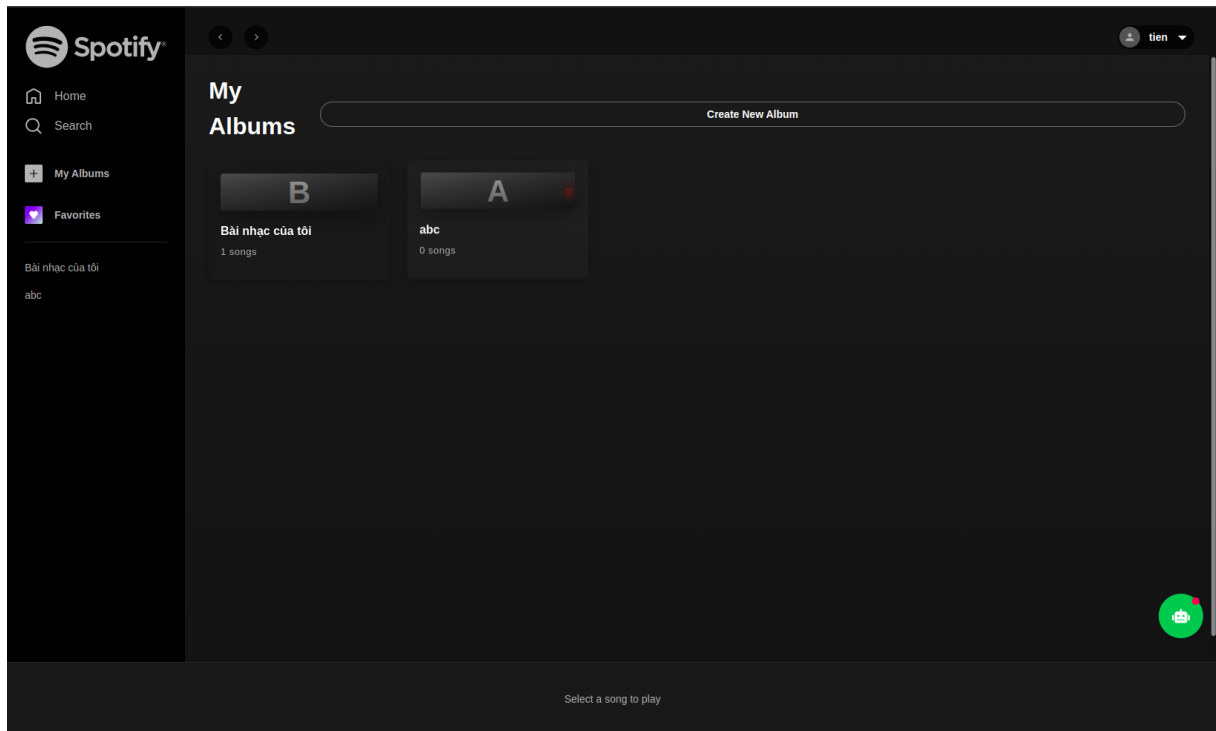 Spotify®
Home
Search
My Albums
Favorites
Bài nhạc của tôi
abc
tien
My
Albums
Create New Album
B
Bài nhạc của tôi
1 songs
A
abc
0 songs
Select a song to play